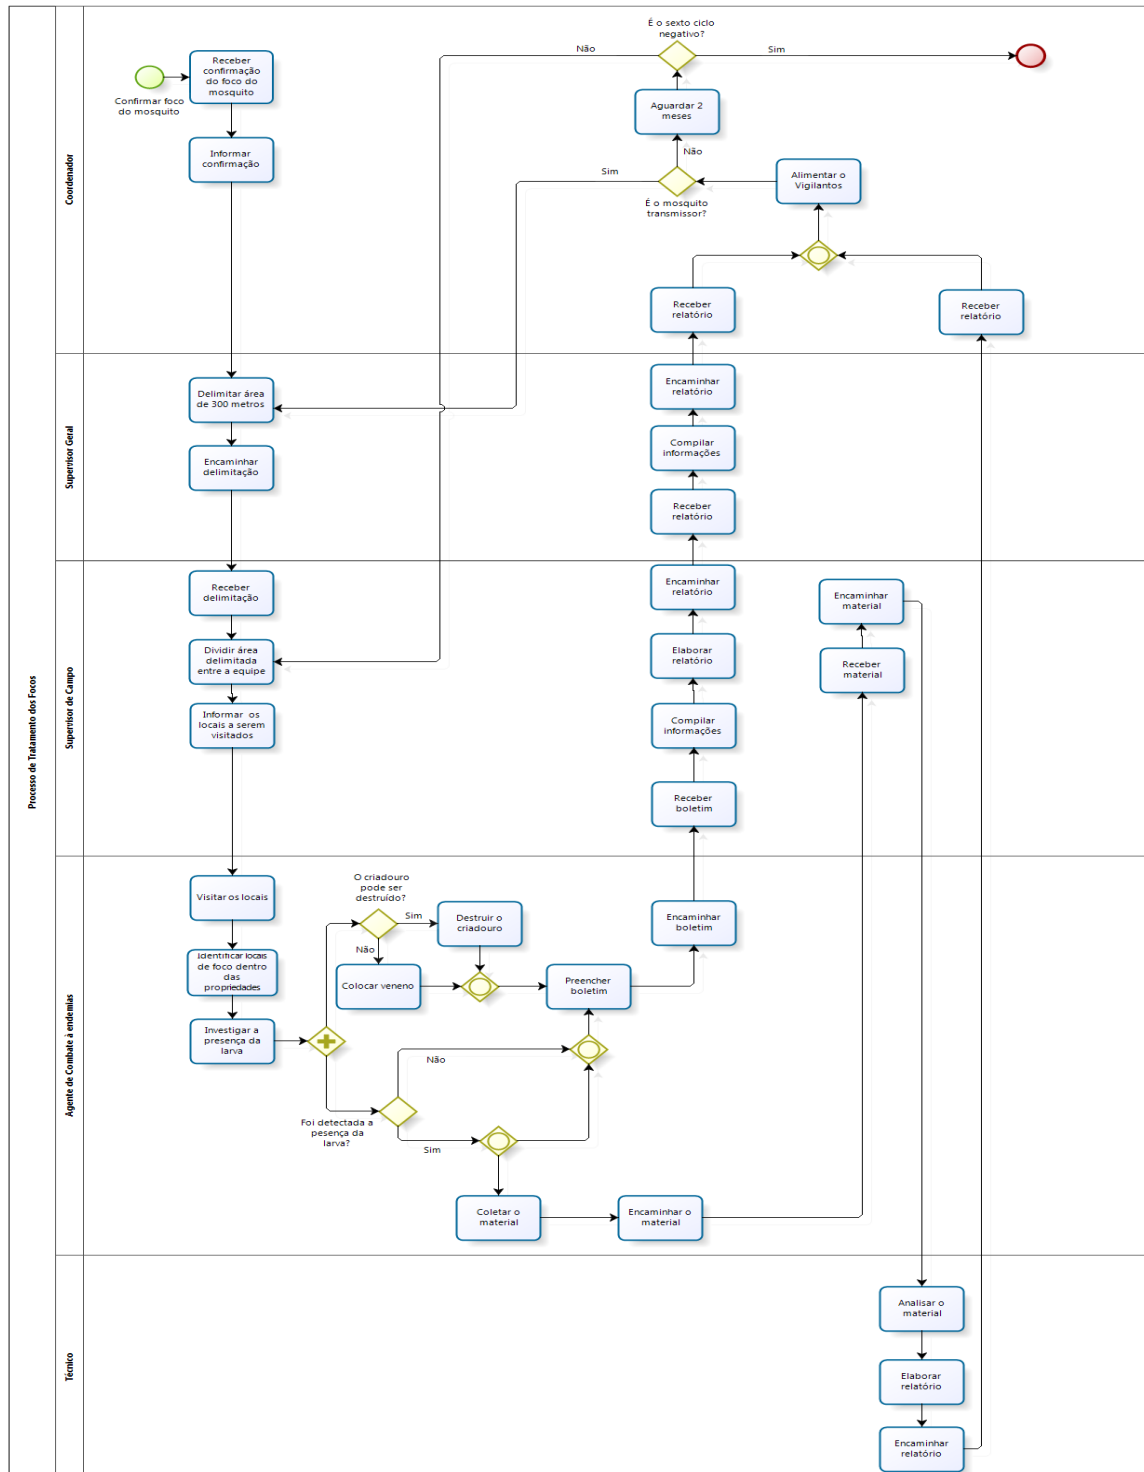 Processo de Tratamento dos Focos
Coordenador
É o sexto ciclo
negativo?
Não
Sim
Receber
confirmação
do foco do
mosquito
Confirmar foco
do mosquito
Aguardar 2
meses
Informar
confirmação
Não
Sim
Alimentar o
Vigilantos
É o mosquito
transmissor?
Receber
relatório
Receber
relatório
Supervisor Geral
Delimitar área
de 300 metros
Encaminhar
relatório
Encaminhar
delimitação
Compilar
informações
Receber
relatório
Supervisor de Campo
Receber
delimitação
Encaminhar
relatório
Encaminhar
material
Dividir área
delimitada
entre a equipe
Elaborar
relatório
Receber
material
Informar os
locais a serem
visitados
Compilar
informações
Receber
boletim
Agente de Combate à endemias
O criadouro
pode ser
destruído?
Visitar os locais
Sim
Destruir o
criadouro
Encaminhar
boletim
Não
Identificar locais
de foco dentro
das
propriedades
Colocar veneno
Preencher
boletim
Investigar a
presença da
larva
Não
Foi detectada a
pesença da
larva?
Sim
Coletar o
material
Encaminhar o
material
Técnico
Analisar o
material
Elaborar
relatório
Encaminhar
relatório